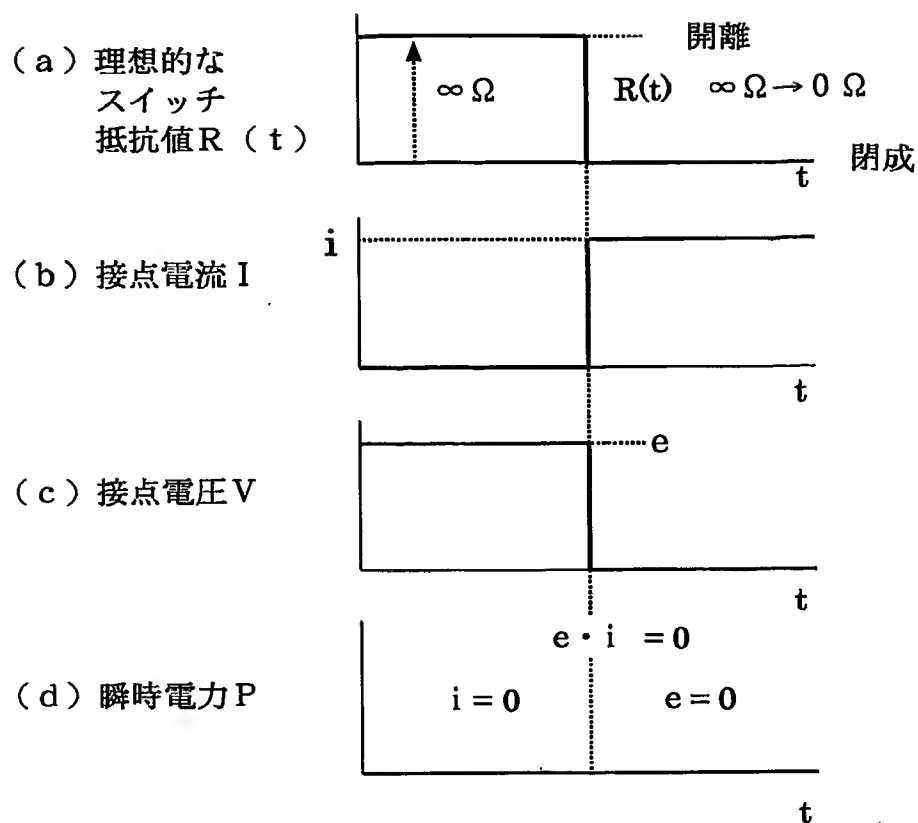 (a)理想的な
スイッチ
抵抗値R(t)
∞Ω
開離
R(t) ∞Ω→0 Ω
t
閉成
(b)接点電流I
i
t
(c)接点電圧V
e
t
(d)瞬時電力P
e・i =0
i=0
e=0
t